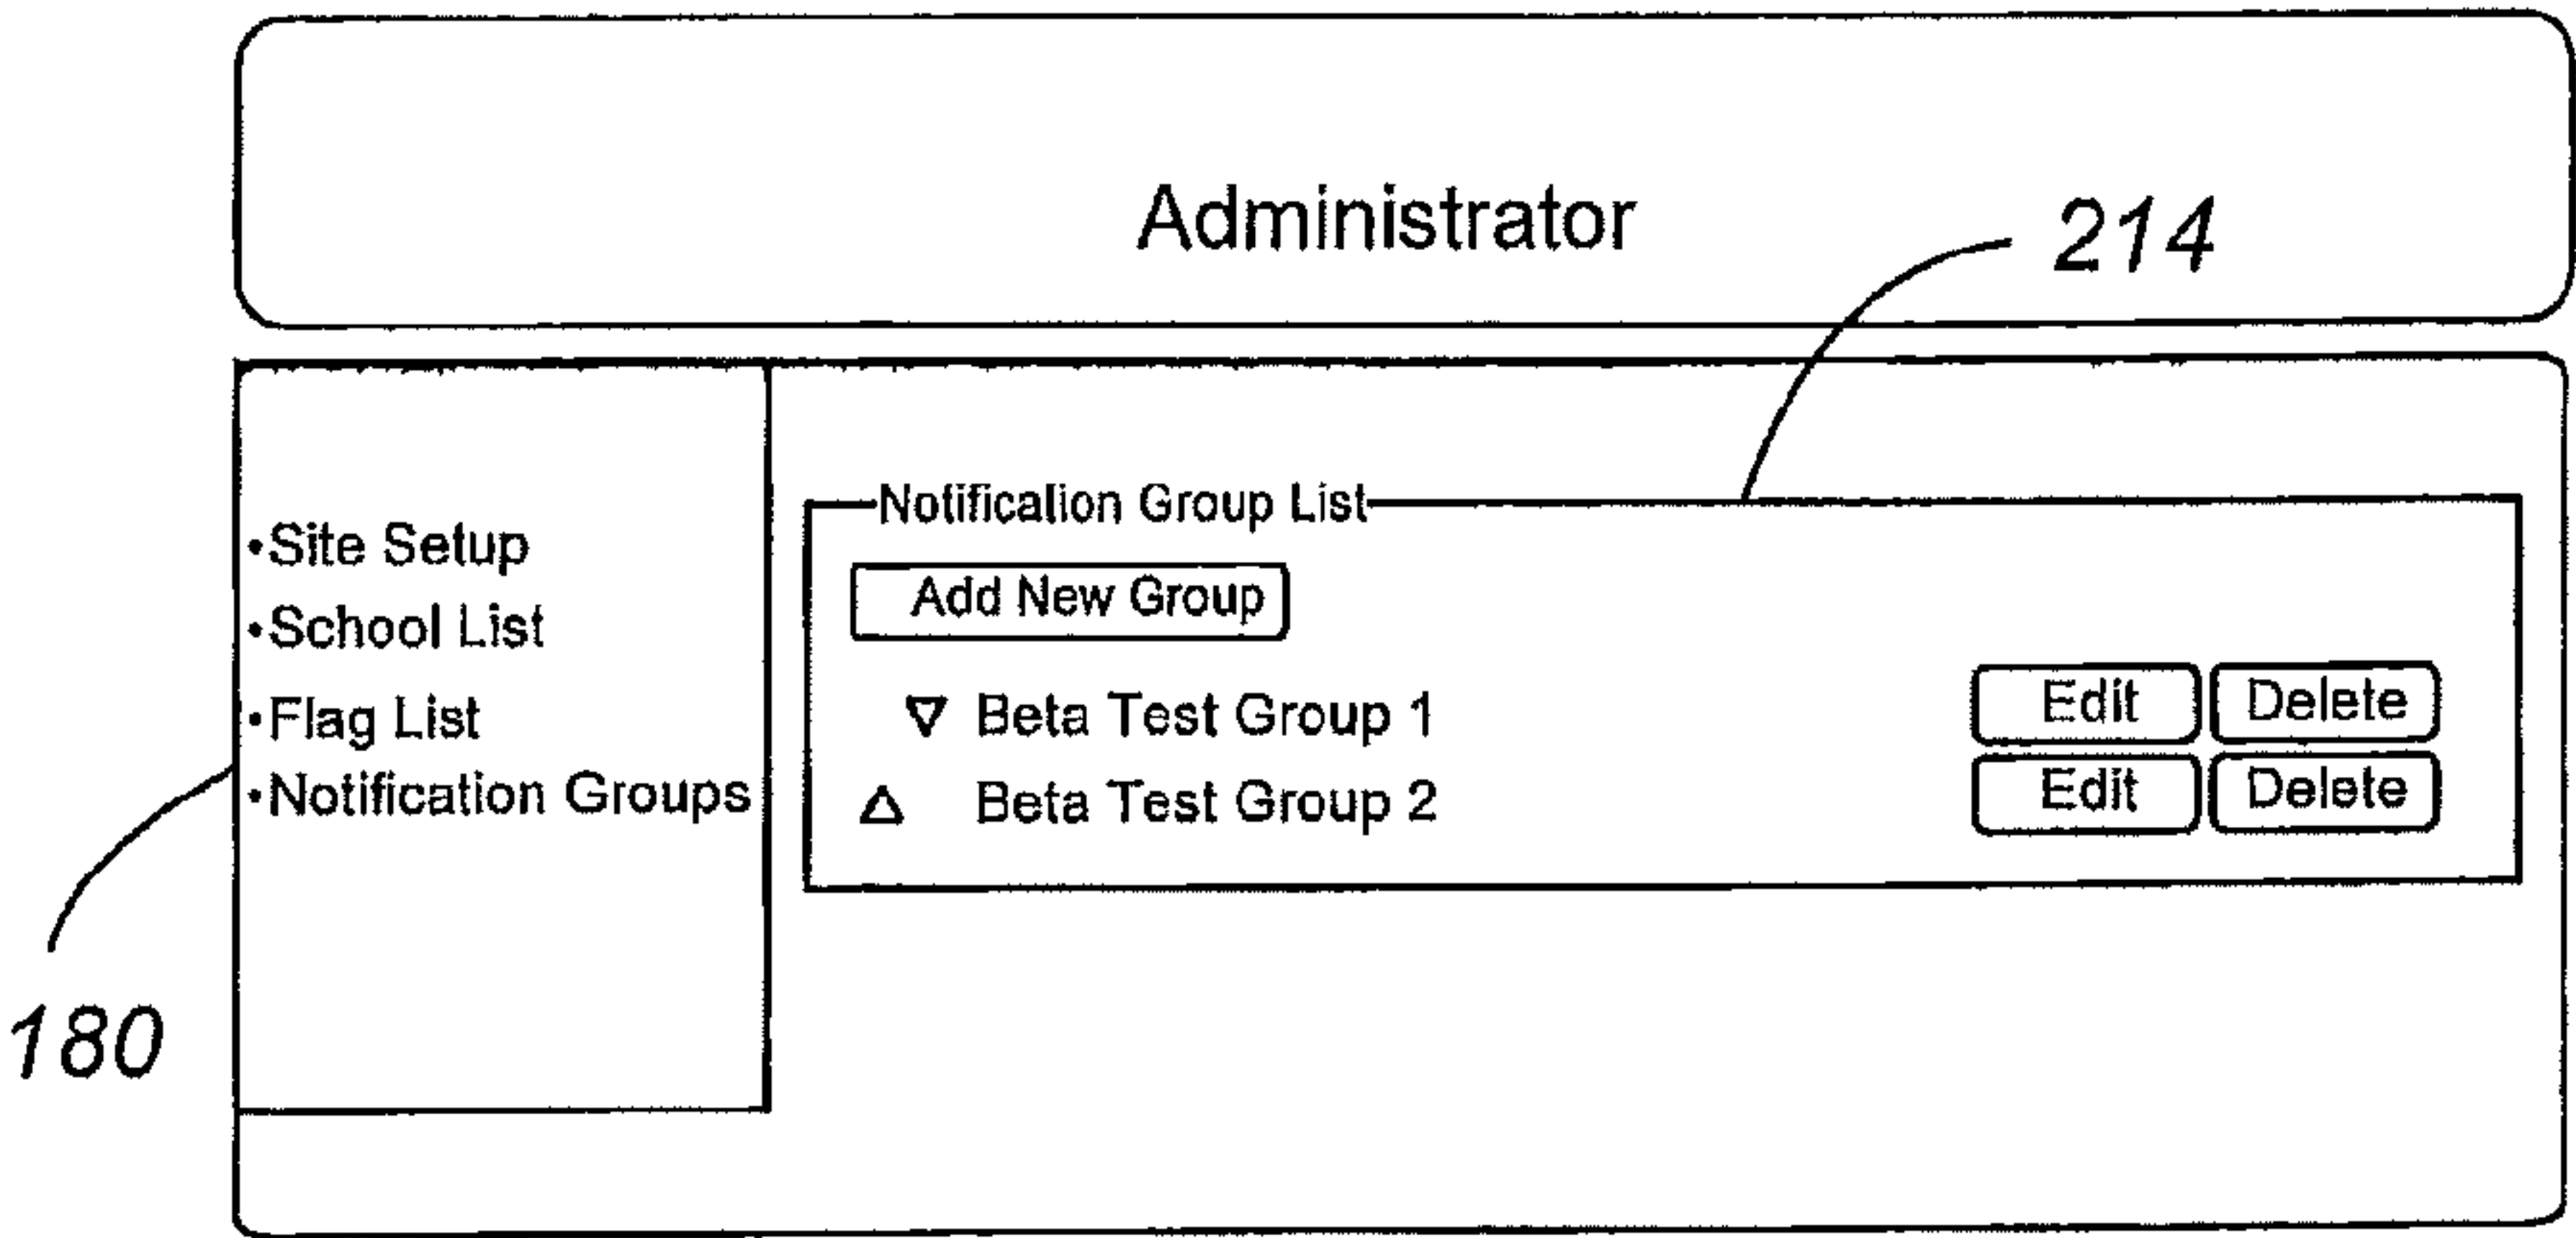 Administrator
214
•Site Setup
•School List
•Flag List
•Notification Groups
180
Notification Group List
Add New Group
▽ Beta Test Group 1 Edit Delete
△ Beta Test Group 2 Edit Delete